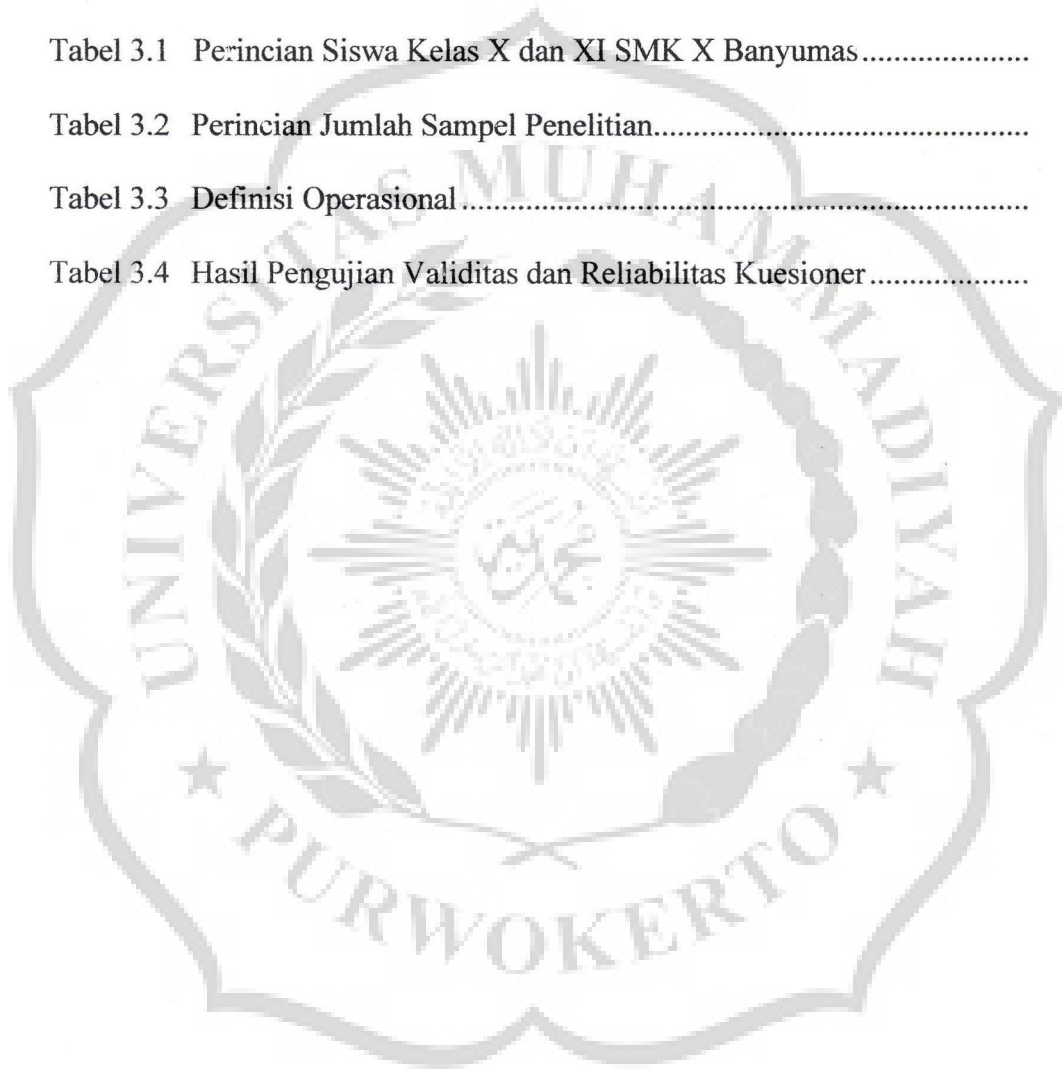 Tabel 3.1 Perincian Siswa Kelas X dan XI SMK X Banyumas.....................
Tabel 3.2 Perincian Jumlah Sampel Penelitian...............................................
Tabel 3.3 Definisi Operasional.......................................................................
Tabel 3.4 Hasil Pengujian Validitas dan Reliabilitas Kuesioner....................
UNIVERSITAS MUHAMMADIYAH
PURWOKERTO